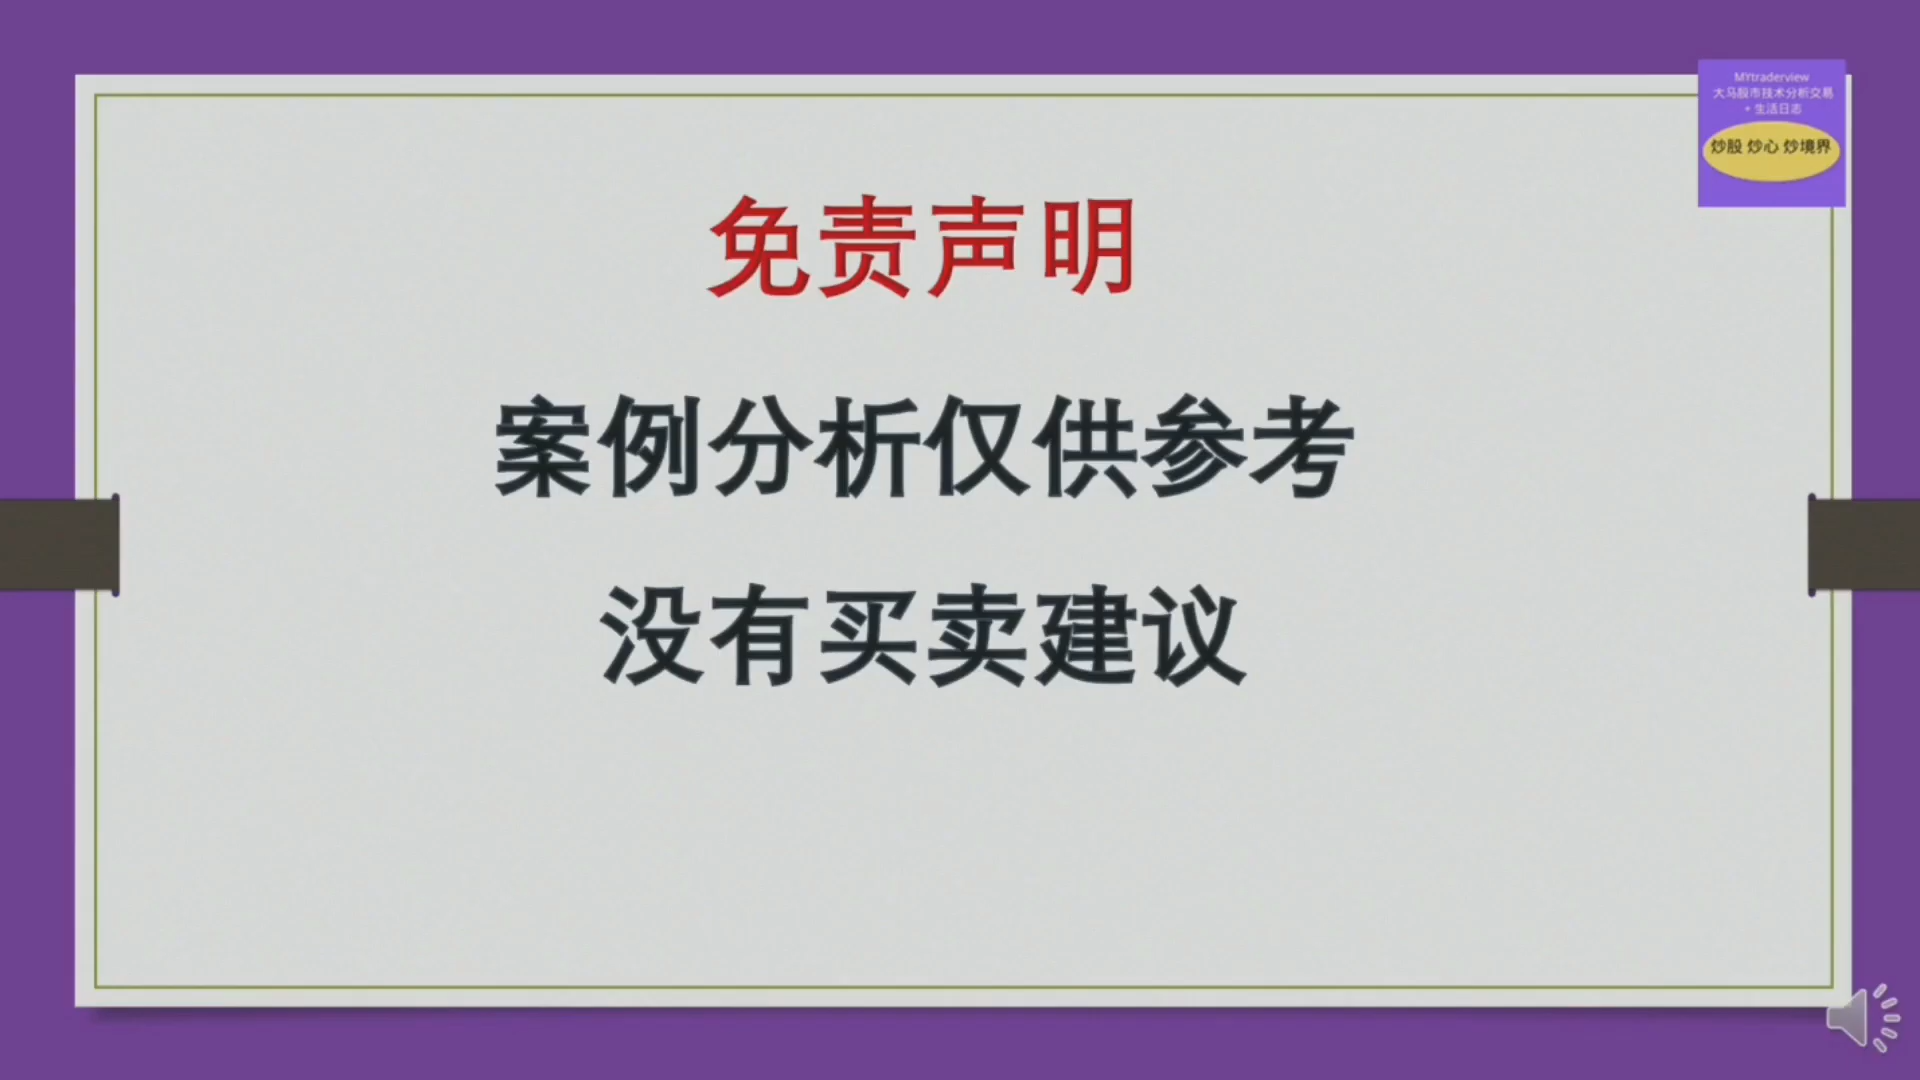 MYtraderview
大马股市技术分析交易
+ 生活日志
炒股 炒心 炒境界
免责声明
案例分析仅供参考
没有买卖建议